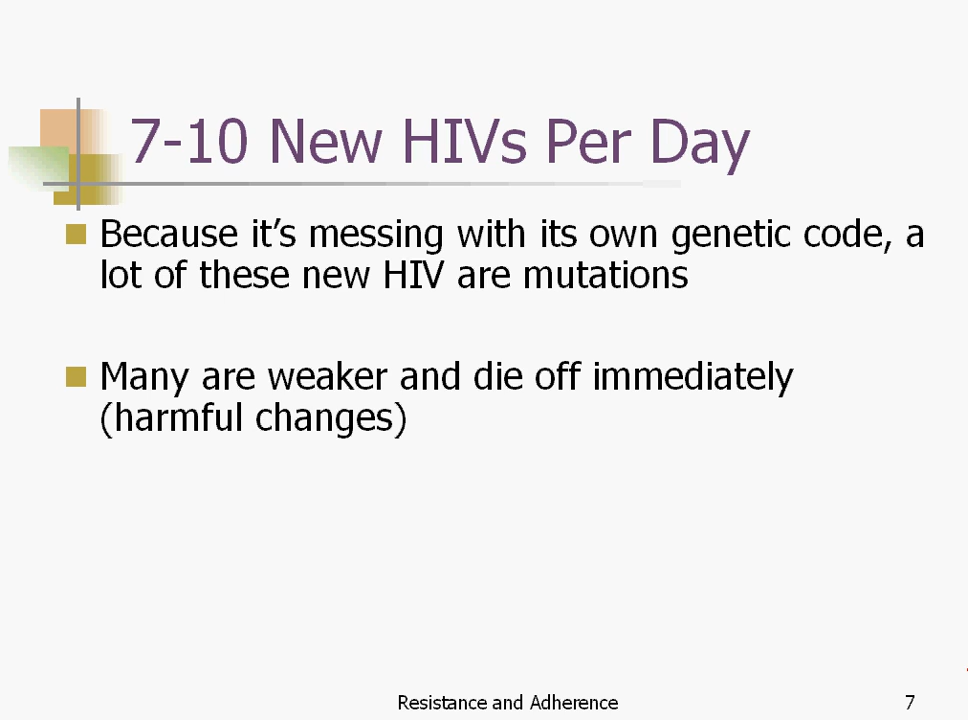 7-10 New HIVs Per Day
Because it's messing with its own genetic code, a
lot of these new HIV are mutations
Many are weaker and die off immediately
(harmful changes)
Resistance and Adherence
7